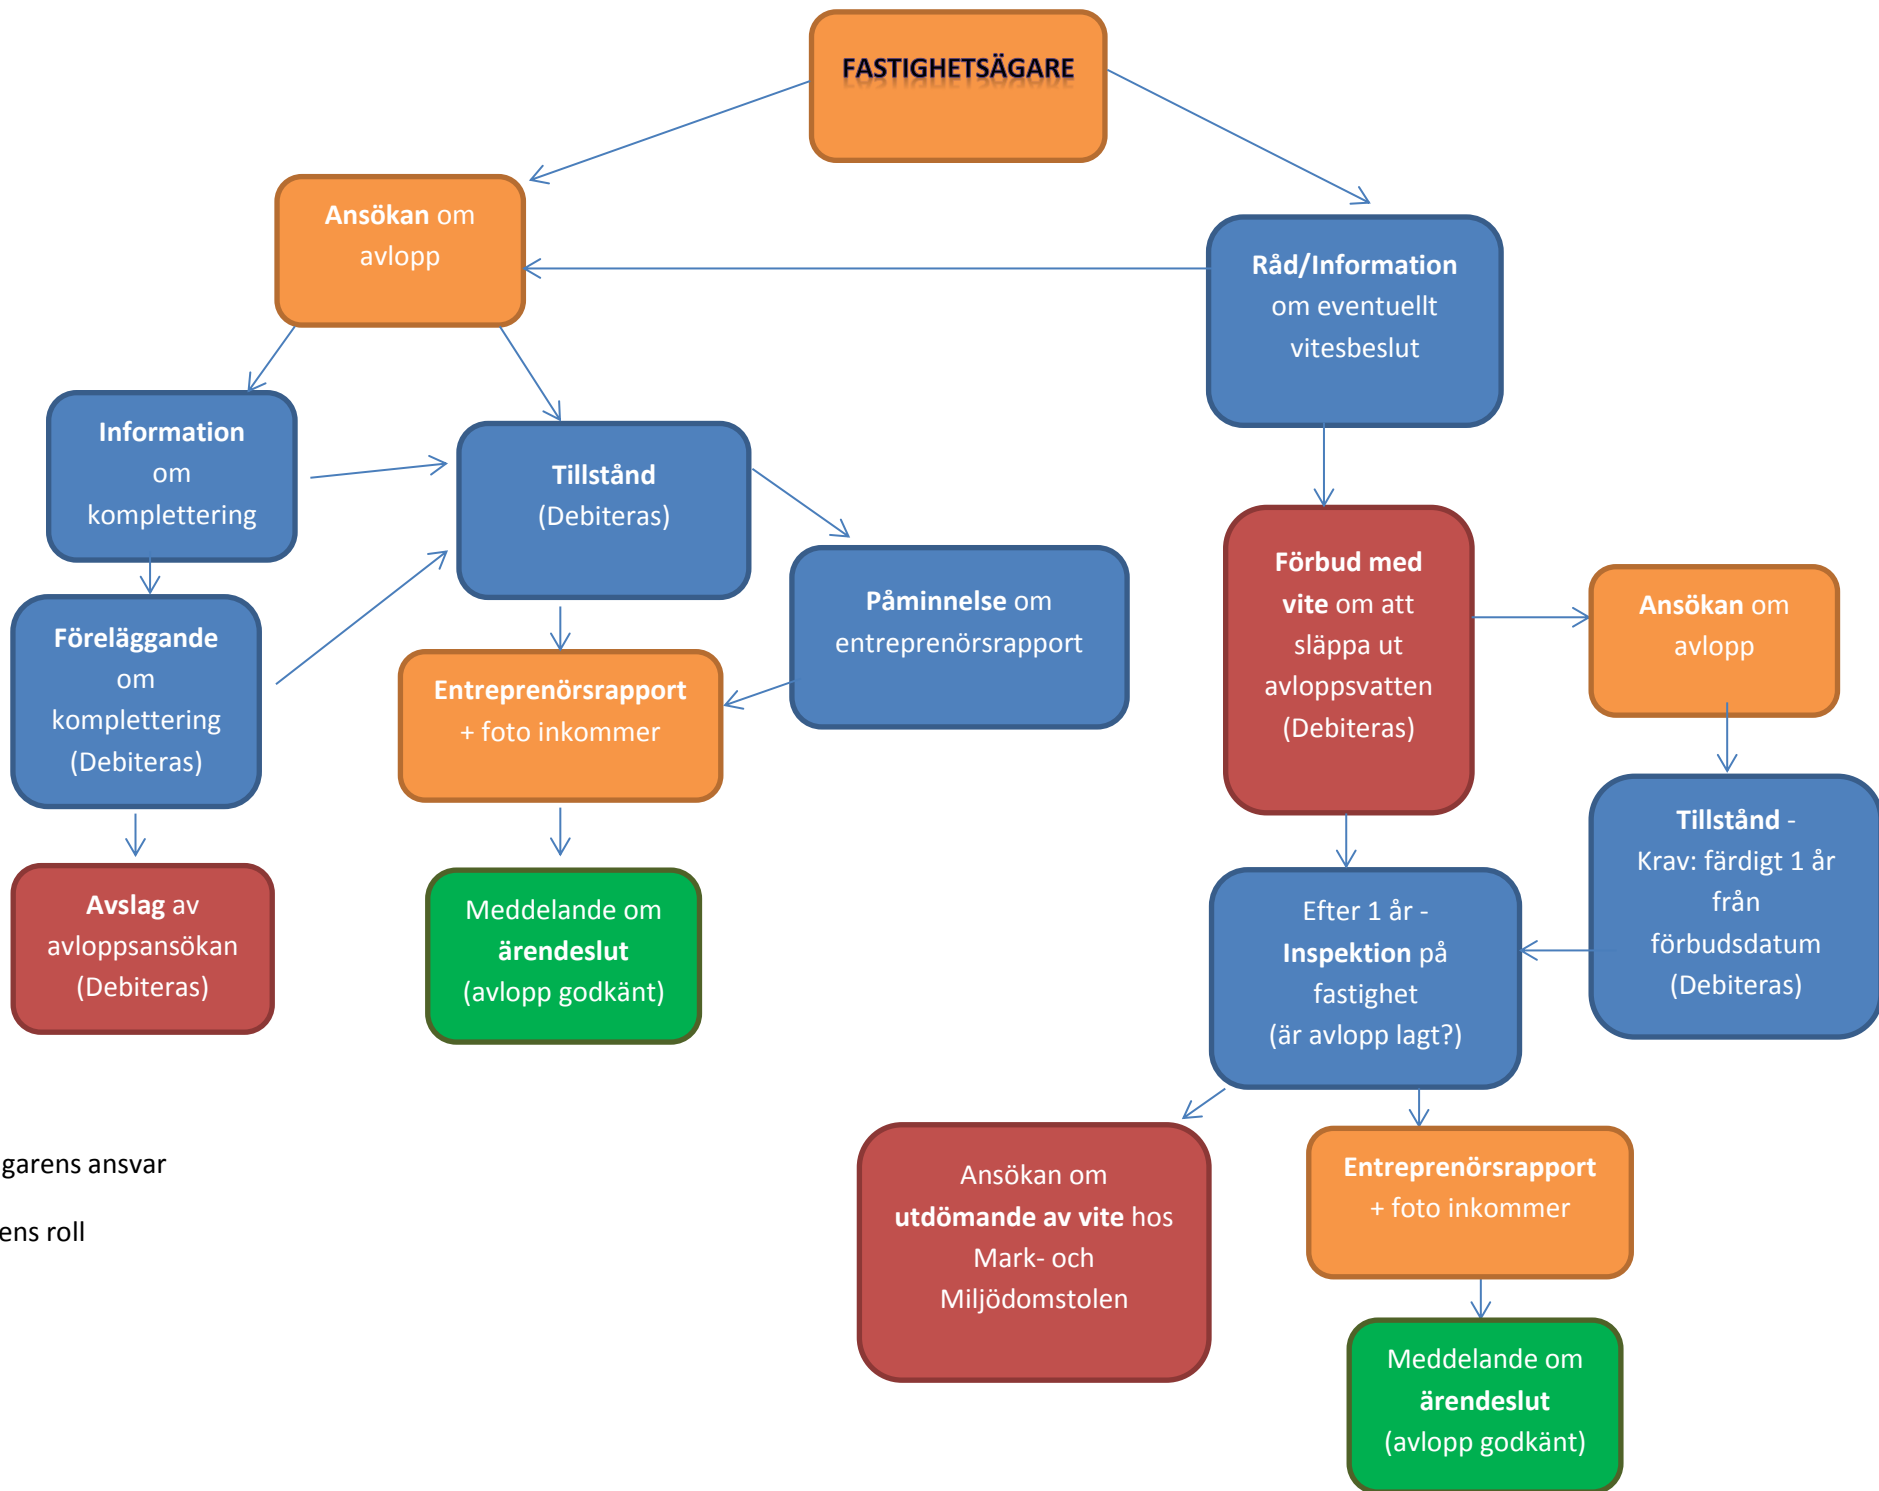 FASTIGHETSÄGARE
Ansökan om
avlopp
Råd/Information
om eventuellt
vitesbeslut
Information
om
komplettering
Tillstånd
(Debiteras)
Påminnelse om
entreprenörsrapport
Förbud med
vite om att
släppa ut
avloppsvatten
(Debiteras)
Ansökan om
avlopp
Föreläggande
om
komplettering
(Debiteras)
Entreprenörsrapport
+ foto inkommer
Tillstånd -
Krav: färdigt 1 år
från
förbudsdatum
(Debiteras)
Avslag av
avloppsansökan
(Debiteras)
Meddelande om
ärendeslut
(avlopp godkänt)
Efter 1 år -
Inspektion på
fastighet
(är avlopp lagt?)
garens ansvar
ens roll
Ansökan om
utdömande av vite hos
Mark- och
Miljödomstolen
Entreprenörsrapport
+ foto inkommer
Meddelande om
ärendeslut
(avlopp godkänt)